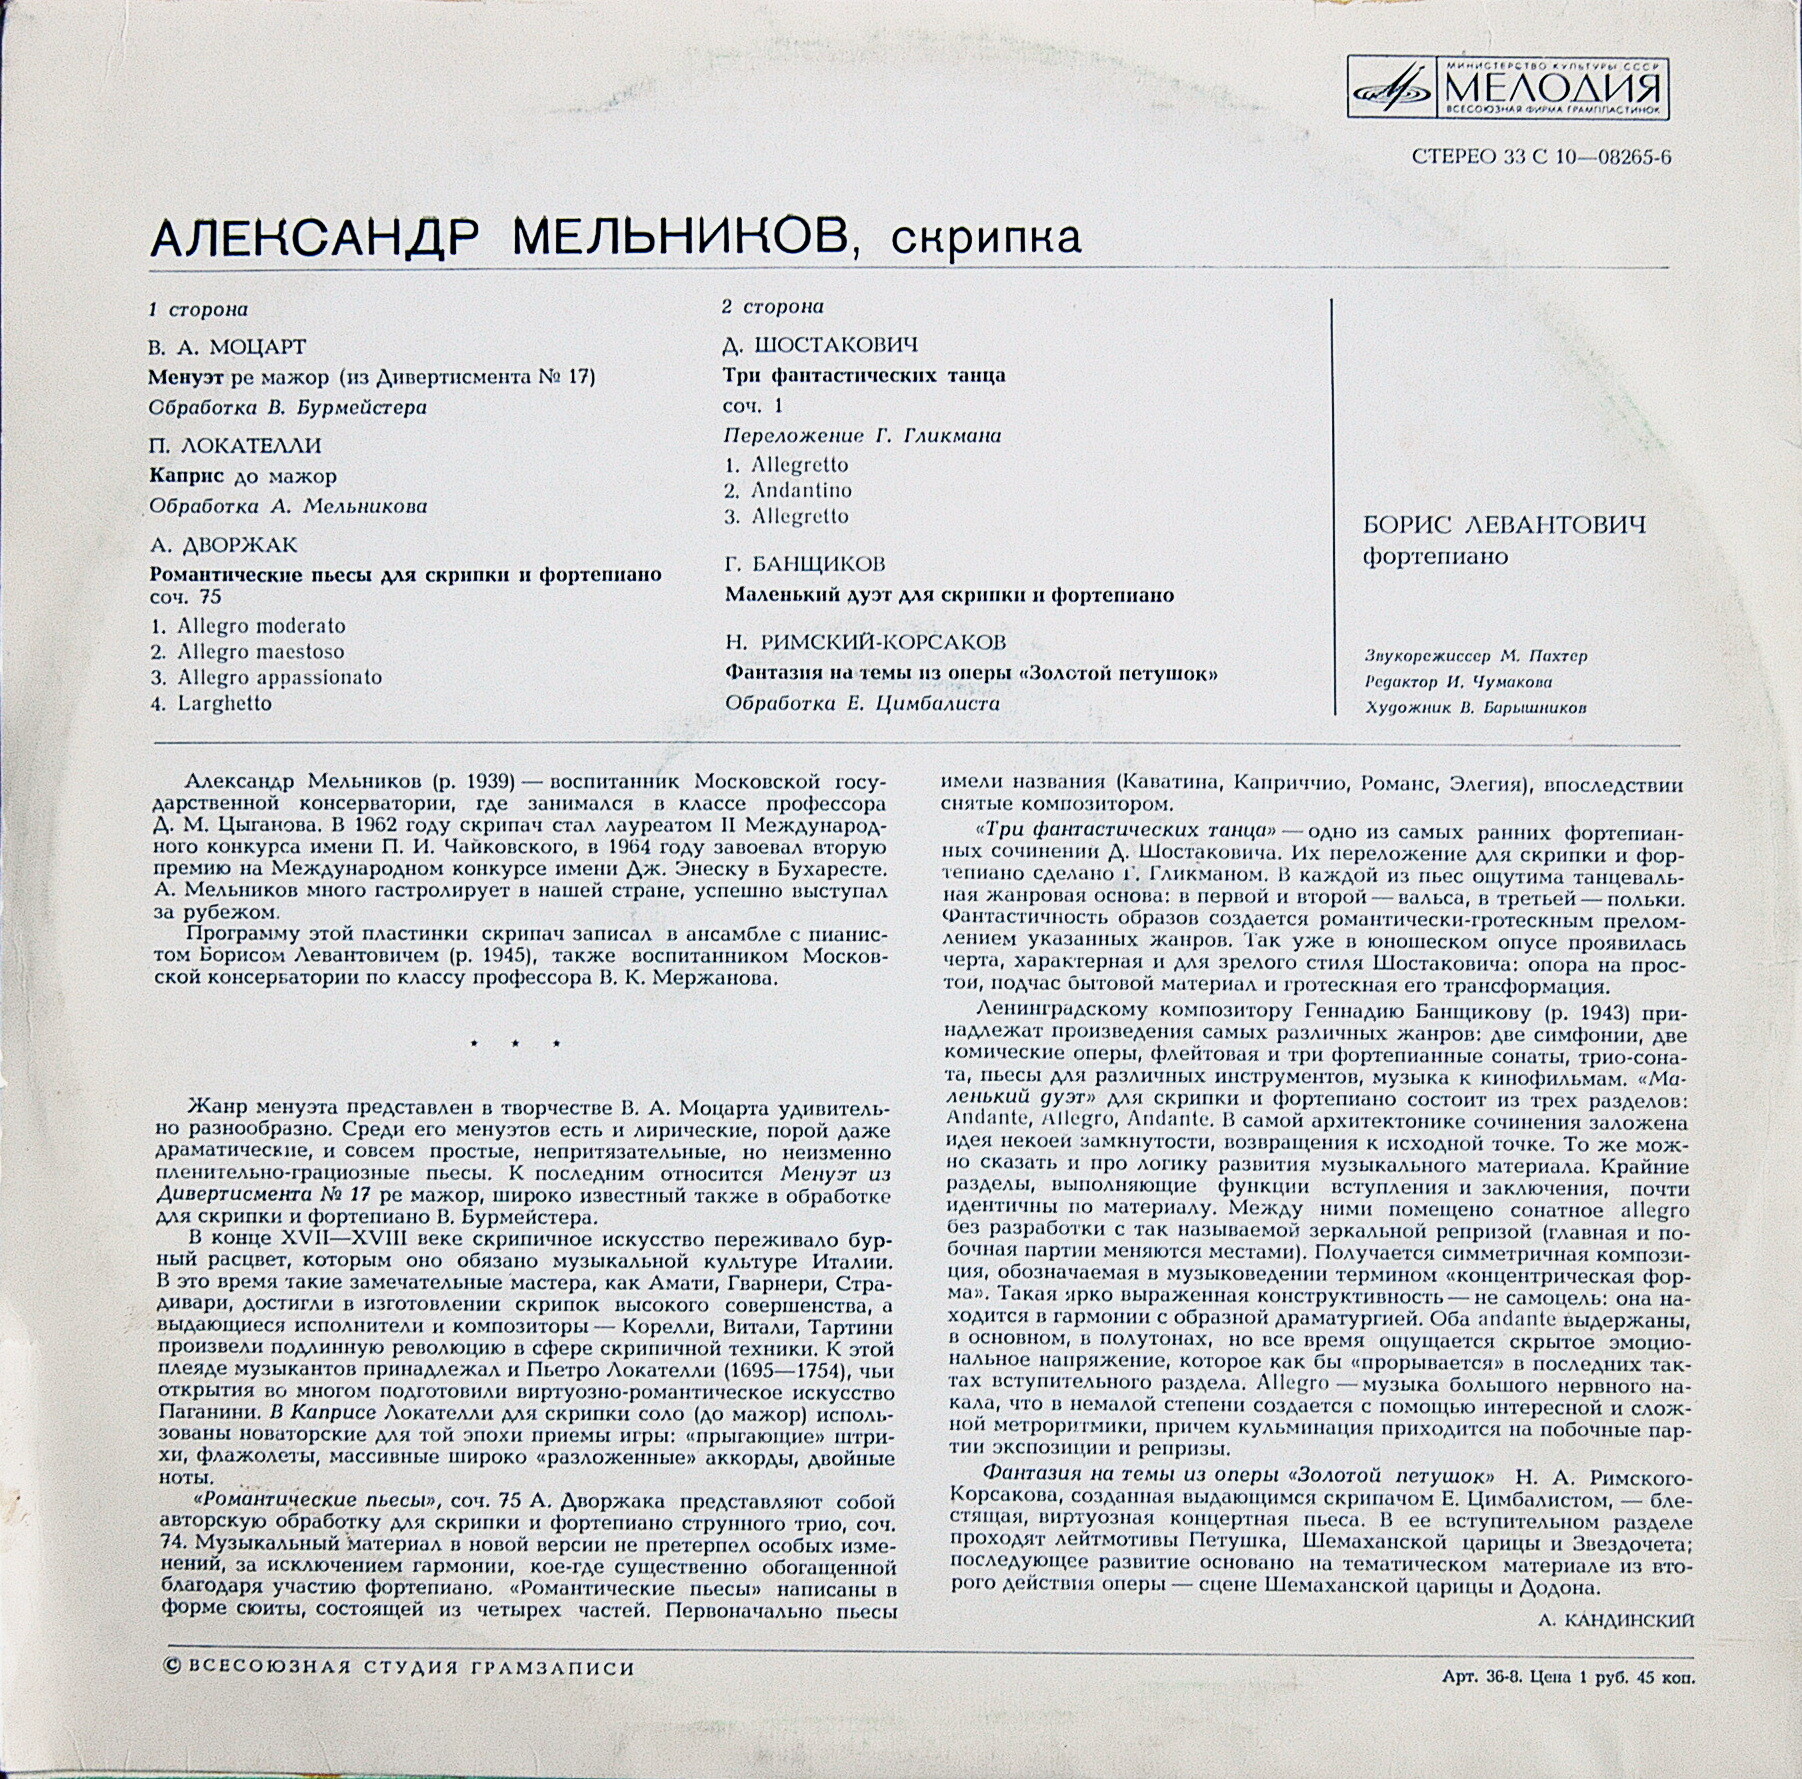 МИНИСТЕРСТВО КУЛЬТУРЫ СССР
МЕЛОДИЯ
ВСЕСОЮЗНАЯ ФИРМА ГРАМПЛАСТИНОК
СТЕРЕО 33 С 10—08265-6
АЛЕКСАНДР МЕЛЬНИКОВ, скрипка
1 сторона
В. А. МОЦАРТ
Менуэт ре мажор (из Дивертисмента № 17)
Обработка В. Бурмейстера
П. ЛОКАТЕЛЛИ
Каприс до мажор
Обработка А. Мельникова
А. ДВОРЖАК
Романтические пьесы для скрипки и фортепиано
соч. 75
1. Allegro moderato
2. Allegro maestoso
3. Allegro appassionato
4. Larghetto
2 сторона
Д. ШОСТАКОВИЧ
Три фантастических танца
соч. 1
Переложение Г. Гликмана
1. Allegretto
2. Andantino
3. Allegretto
Г. БАНЩИКОВ
Маленький дуэт для скрипки и фортепиано
Н. РИМСКИЙ-КОРСАКОВ
Фантазия на темы из оперы «Золотой петушок»
Обработка Е. Цимбалиста
БОРИС ЛЕВАНТОВИЧ
фортепиано
Звукорежиссер М. Пахтер
Редактор И. Чумакова
Художник В. Барышников
Александр Мельников (р. 1939) — воспитанник Московской госу-
дарственной консерватории, где занимался в классе профессора
Д. М. Цыганова. В 1962 году скрипач стал лауреатом II Международ-
ного конкурса имени П. И. Чайковского, в 1964 году завоевал вторую
премию на Международном конкурсе имени Дж. Энеску в Бухаресте.
А. Мельников много гастролирует в нашей стране, успешно выступал
за рубежом.
Программу этой пластинки скрипач записал в ансамбле с пианис-
том Борисом Левантовичем (р. 1945), также воспитанником Москов-
ской консерватории по классу профессора В. К. Мержанова.
* * *
Жанр менуэта представлен в творчестве В. А. Моцарта удивитель-
но разнообразно. Среди его менуэтов есть и лирические, порой даже
драматические, и совсем простые, непритязательные, но неизменно
пленительно-грациозные пьесы. К последним относится Менуэт из
Дивертисмента № 17 ре мажор, широко известный также в обработке
для скрипки и фортепиано В. Бурмейстера.
В конце XVII—XVIII веке скрипичное искусство переживало бур-
ный расцвет, которым оно обязано музыкальной культуре Италии.
В это время такие замечательные мастера, как Амати, Гварнери, Стра-
дивари, достигли в изготовлении скрипок высокого совершенства, а
выдающиеся исполнители и композиторы — Корелли, Витали, Тартини
произвели подлинную революцию в сфере скрипичной техники. К этой
плеяде музыкантов принадлежал и Пьетро Локателли (1695—1754), чьи
открытия во многом подготовили виртуозно-романтическое искусство
Паганини. В Каприсе Локателли для скрипки соло (до мажор) исполь-
зованы новаторские для той эпохи приемы игры: «прыгающие» штри-
хи, флажолеты, массивные широко «разложенные» аккорды, двойные
ноты.
«Романтические пьесы», соч. 75 А. Дворжака представляют собой
авторскую обработку для скрипки и фортепиано струнного трио, соч.
74. Музыкальный материал в новой версии не претерпел особых изме-
нений, за исключением гармонии, кое-где существенно обогащенной
благодаря участию фортепиано. «Романтические пьесы» написаны в
форме сюиты, состоящей из четырех частей. Первоначально пьесы
имели названия (Каватина, Каприччио, Романс, Элегия), впоследствии
снятые композитором.
«Три фантастических танца» — одно из самых ранних фортепиан-
ных сочинений Д. Шостаковича. Их переложение для скрипки и фор-
тепиано сделано Г. Гликманом. В каждой из пьес ощутима танцеваль-
ная жанровая основа: в первой и второй — вальса, в третьей — польки.
Фантастичность образов создается романтически-гротескным прелом-
лением указанных жанров. Так уже в юношеском опусе проявилась
черта, характерная и для зрелого стиля Шостаковича: опора на прос-
той, подчас бытовой материал и гротескная его трансформация.
Ленинградскому композитору Геннадию Банщикову (р. 1943) при-
надлежат произведения самых различных жанров: две симфонии, две
комические оперы, флейтовая и три фортепианные сонаты, трио-сона-
та, пьесы для различных инструментов, музыка к кинофильмам. «Ма-
ленький дуэт» для скрипки и фортепиано состоит из трех разделов:
Andante, Allegro, Andante. В самой архитектонике сочинения заложена
идея некоей замкнутости, возвращения к исходной точке. То же мож-
но сказать и про логику развития музыкального материала. Крайние
разделы, выполняющие функции вступления и заключения, почти
идентичны по материалу. Между ними помещено сонатное allegro
без разработки с так называемой зеркальной репризой (главная и по-
бочная партии меняются местами). Получается симметричная компози-
ция, обозначаемая в музыковедении термином «концентрическая фор-
ма». Такая ярко выраженная конструктивность — не самоцель: она на-
ходится в гармонии с образной драматургией. Оба andante выдержаны,
в основном, в полутонах, но все время ощущается скрытое эмоцио-
нальное напряжение, которое как бы «прорывается» в последних так-
тах вступительного раздела. Allegro — музыка большого нервного на-
кала, что в немалой степени создается с помощью интересной и слож-
ной метроритмики, причем кульминация приходится на побочные пар-
тии экспозиции и репризы.
Фантазия на темы из оперы «Золотой петушок» Н. А. Римского-
Корсакова, созданная выдающимся скрипачом Е. Цимбалистом, — бле-
стящая, виртуозная концертная пьеса. В ее вступительном разделе
проходят лейтмотивы Петушка, Шемаханской царицы и Звездочета;
последующее развитие основано на тематическом материале из вто-
рого действия оперы — сцене Шемаханской царицы и Додона.
А. КАНДИНСКИЙ
© ВСЕСОЮЗНАЯ СТУДИЯ ГРАМЗАПИСИ
Арт. 36-8. Цена 1 руб. 45 коп.